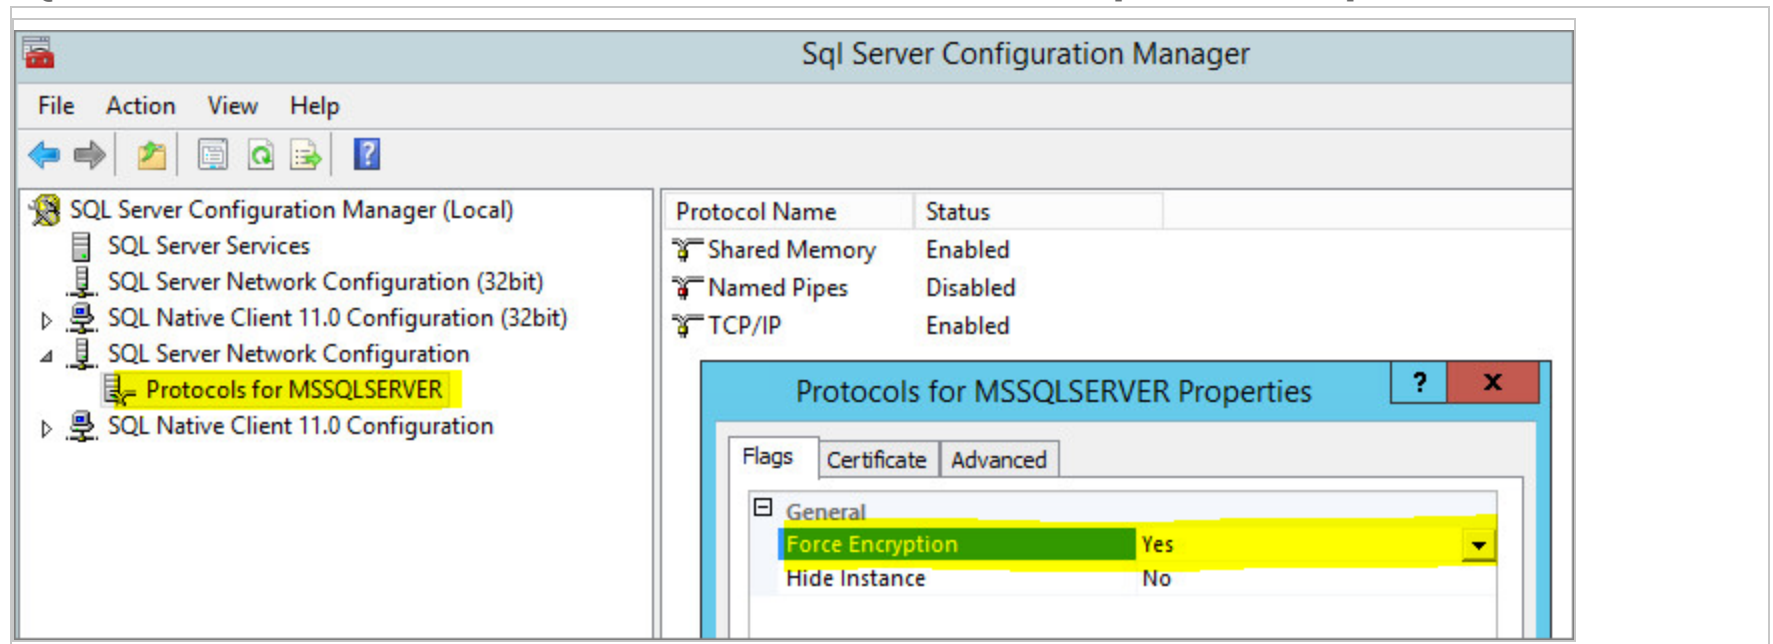 Sql Server Configuration Manager
File Action View Help
?
SQL Server Configuration Manager (Local)
SQL Server Services
SQL Server Network Configuration (32bit)
SQL Native Client 11.0 Configuration (32bit)
SQL Server Network Configuration
Protocols for MSSQLSERVER
SQL Native Client 11.0 Configuration
Protocol Name Status
Shared Memory Enabled
Named Pipes Disabled
TCP/IP Enabled
Protocols for MSSQLSERVER Properties ? x
Flags Certificate Advanced
General
Force Encryption Yes
Hide Instance No